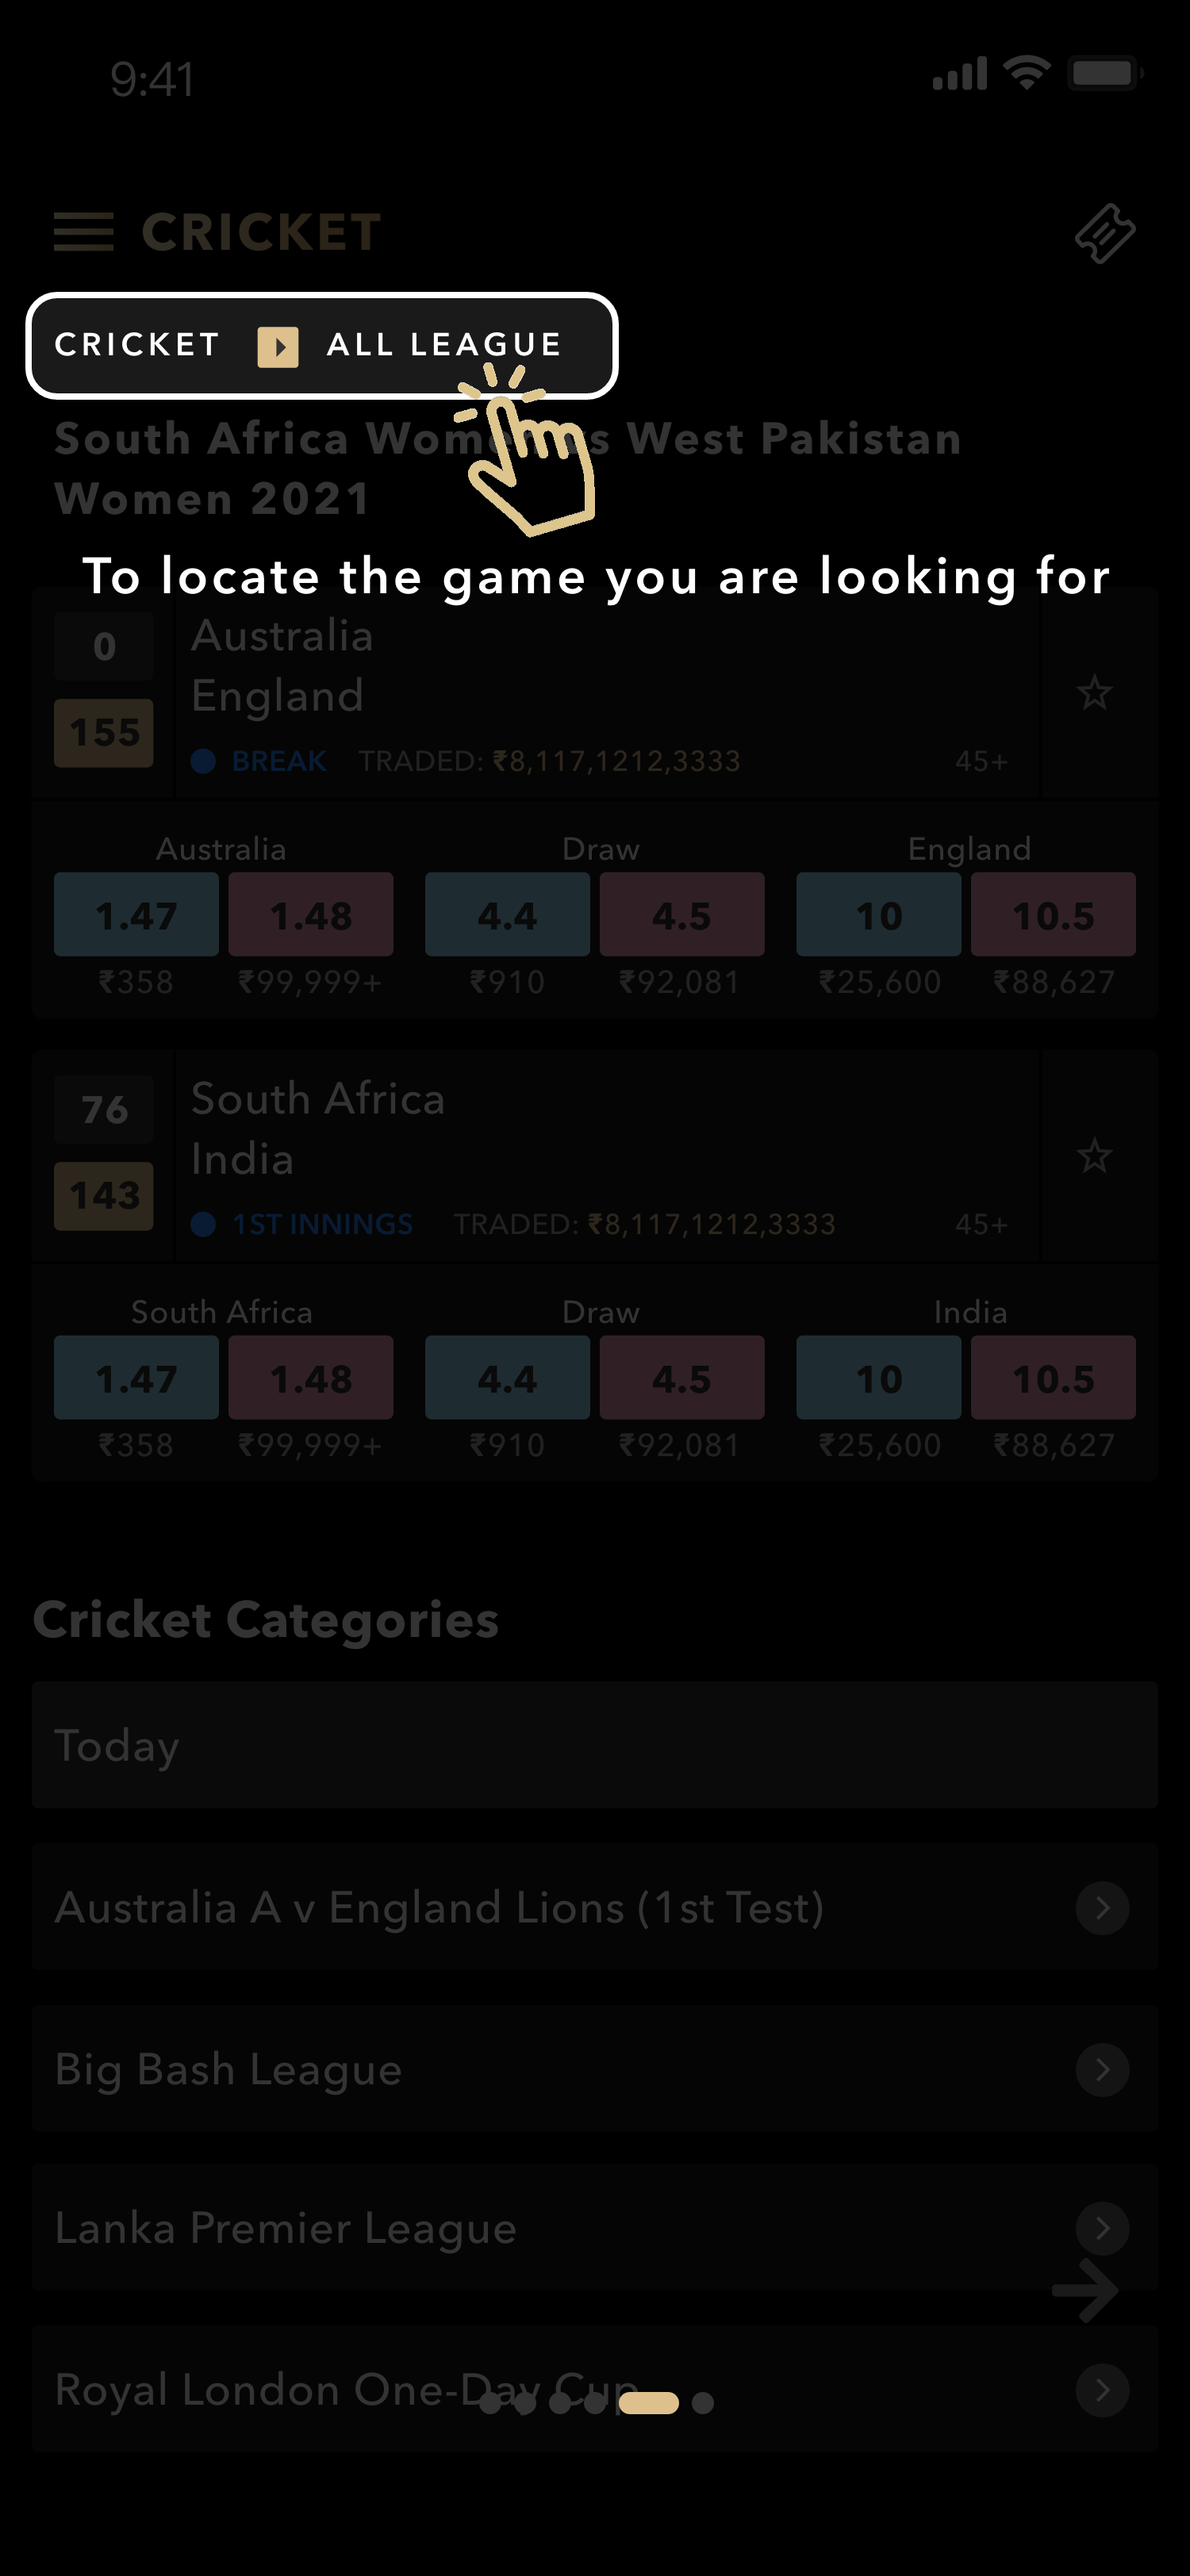 9:41
CRICKET
CRICKET ALL LEAGUE
South Africa Women vs West Pakistan
Women 2021
To locate the game you are looking for
0
Australia
England
155
BREAK TRADED: ₹8,117,1212,3333 45+
Australia Draw England
1.47 1.48 4.4 4.5 10 10.5
₹358 ₹99,999+ ₹910 ₹92,081 ₹25,600 ₹88,627
76
South Africa
India
143
1ST INNINGS TRADED: ₹8,117,1212,3333 45+
South Africa Draw India
1.47 1.48 4.4 4.5 10 10.5
₹358 ₹99,999+ ₹910 ₹92,081 ₹25,600 ₹88,627
Cricket Categories
Today
Australia A v England Lions (1st Test)
Big Bash League
Lanka Premier League
Royal London One-Day Cup